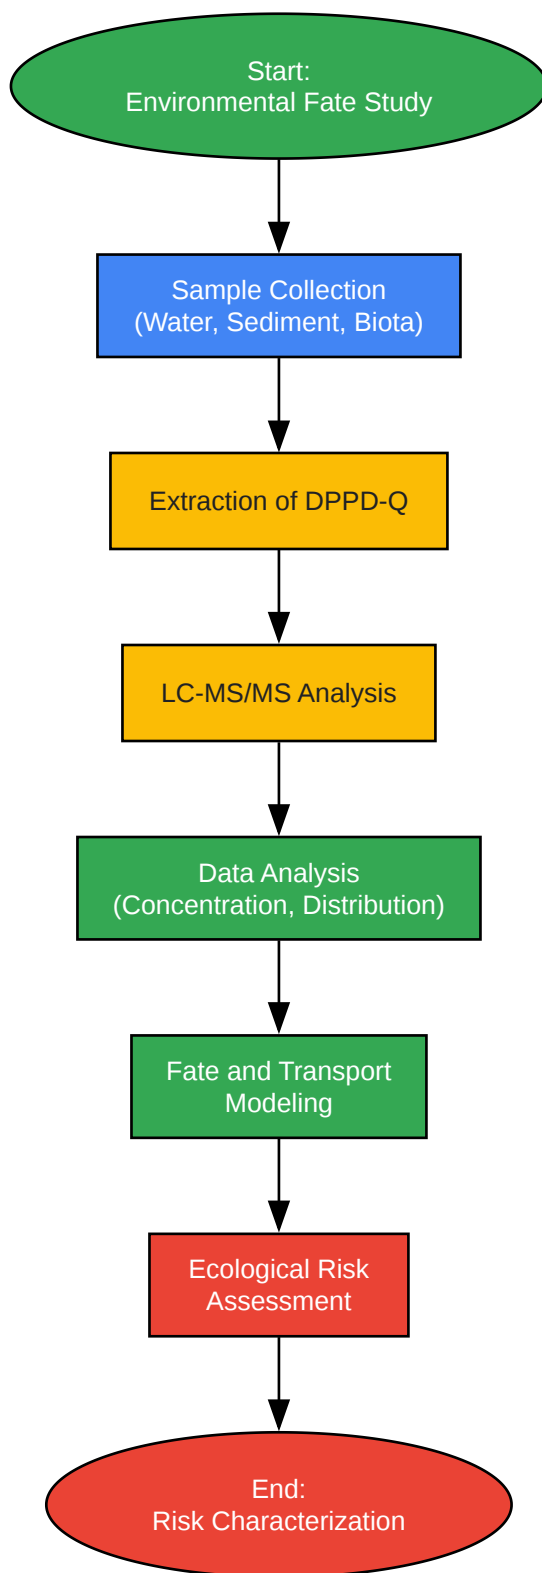 Start:
Environmental Fate Study
Sample Collection
(Water, Sediment, Biota)
Extraction of DPPD-Q
LC-MS/MS Analysis
Data Analysis
(Concentration, Distribution)
Fate and Transport
Modeling
Ecological Risk
Assessment
End:
Risk Characterization